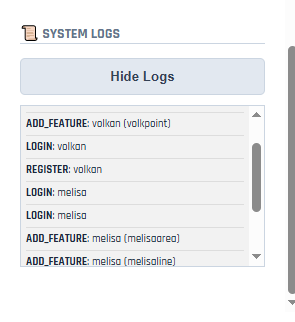 SYSTEM LOGS
Hide Logs
ADD_FEATURE: volkan (volkpoint)
LOGIN: volkan
REGISTER: volkan
LOGIN: melisa
LOGIN: melisa
ADD_FEATURE: melisa (melisaarea)
ADD_FEATURE: melisa (melisaline)